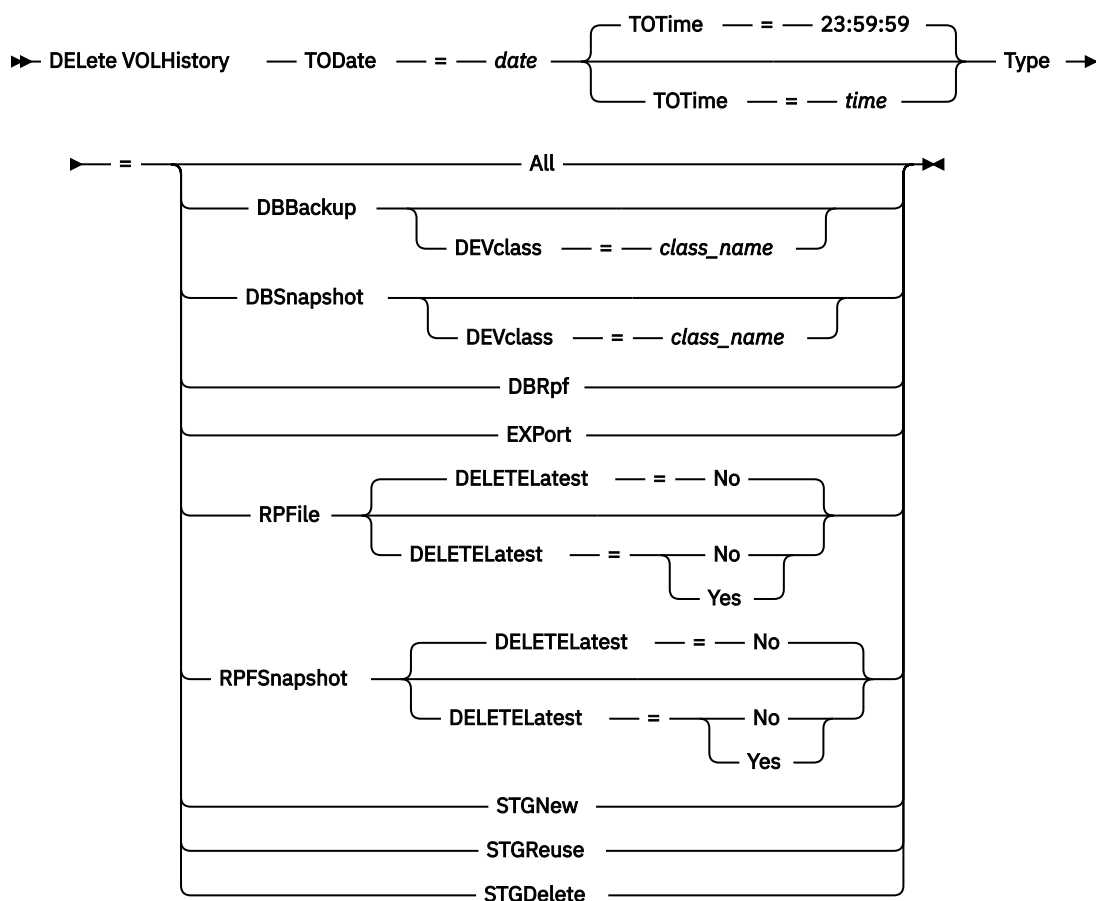 TOTime = 23:59:59
DELete VOLHistory TODate = date Type
TOTime = time
= All
DBBackup
DEVclass = class_name
DBSnapshot
DEVclass = class_name
DBRpf
EXPort
DELETELatest = No
RPFile
DELETELatest = No
Yes
DELETELatest = No
RPFSnapshot
DELETELatest = No
Yes
STGNew
STGReuse
STGDelete